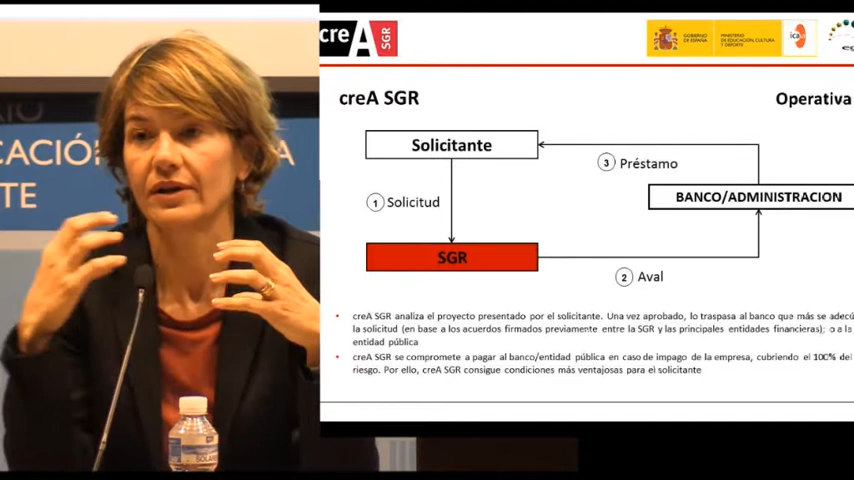 CACIÓN
TE
A
SOLARE
creA
SGR
GOBIERNO
DE ESPAÑA
MINISTERIO
DE EDUCACIÓN, CULTURA
Y DEPORTE
creA SGR
Operativa
Solicitante
3 Préstamo
1 Solicitud
BANCO/ADMINISTRACION
SGR
2 Aval
creA SGR analiza el proyecto presentado por el solicitante. Una vez aprobado, lo traspasa al banco que más se adecú
la solicitud (en base a los acuerdos firmados previamente entre la SGR y las principales entidades financieras); o a la
entidad pública
creA SGR se compromete a pagar al banco/entidad pública en caso de impago de la empresa, cubriendo el 100% del
riesgo. Por ello, creA SGR consigue condiciones más ventajosas para el solicitante